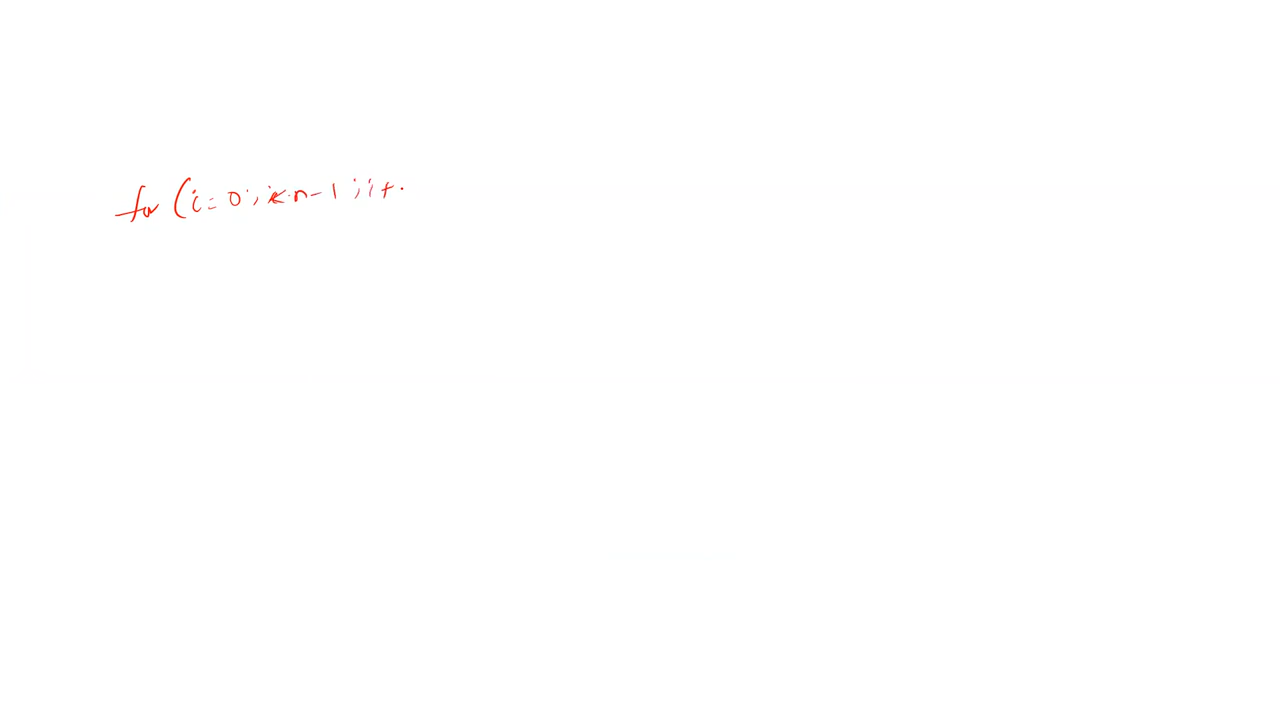 for (i=0; i<n-1; i+